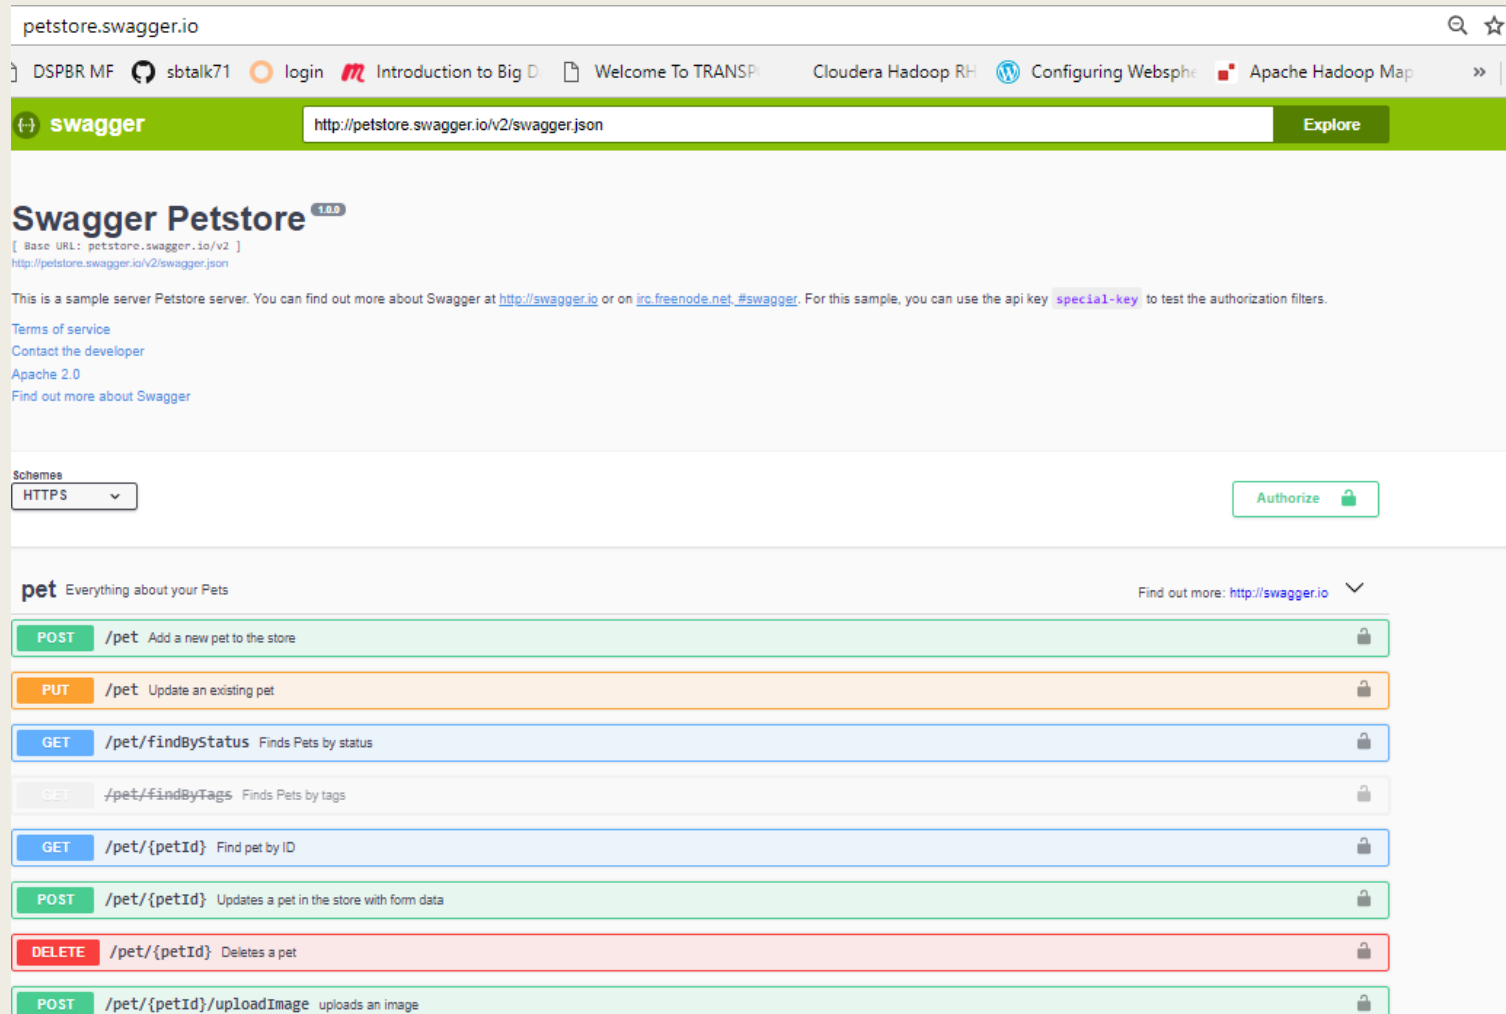 petstore.swagger.io
DSPBR MF sbtalk71 login Introduction to Big D Welcome To TRANSP Cloudera Hadoop RH Configuring Websphe Apache Hadoop Map »
{··} swagger http://petstore.swagger.io/v2/swagger.json Explore
Swagger Petstore 1.0.0
[ Base URL: petstore.swagger.io/v2 ]
http://petstore.swagger.io/v2/swagger.json
This is a sample server Petstore server. You can find out more about Swagger at http://swagger.io or on irc.freenode.net, #swagger. For this sample, you can use the api key special-key to test the authorization filters.
Terms of service
Contact the developer
Apache 2.0
Find out more about Swagger
Schemes
HTTPS Authorize
pet Everything about your Pets Find out more: http://swagger.io
POST /pet Add a new pet to the store
PUT /pet Update an existing pet
GET /pet/findByStatus Finds Pets by status
GET /pet/findByTags Finds Pets by tags
GET /pet/{petId} Find pet by ID
POST /pet/{petId} Updates a pet in the store with form data
DELETE /pet/{petId} Deletes a pet
POST /pet/{petId}/uploadImage uploads an image